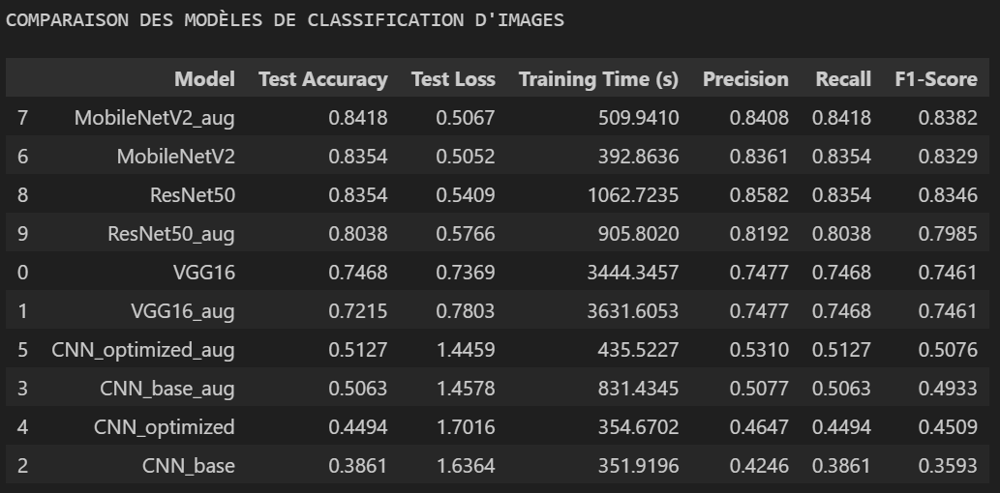 COMPARAISON DES MODÈLES DE CLASSIFICATION D'IMAGES
Model Test Accuracy Test Loss Training Time (s) Precision Recall F1-Score
7 MobileNetV2_aug 0.8418 0.5067 509.9410 0.8408 0.8418 0.8382
6 MobileNetV2 0.8354 0.5052 392.8636 0.8361 0.8354 0.8329
8 ResNet50 0.8354 0.5409 1062.7235 0.8582 0.8354 0.8346
9 ResNet50_aug 0.8038 0.5766 905.8020 0.8192 0.8038 0.7985
0 VGG16 0.7468 0.7369 3444.3457 0.7477 0.7468 0.7461
1 VGG16_aug 0.7215 0.7803 3631.6053 0.7477 0.7468 0.7461
5 CNN_optimized_aug 0.5127 1.4459 435.5227 0.5310 0.5127 0.5076
3 CNN_base_aug 0.5063 1.4578 831.4345 0.5077 0.5063 0.4933
4 CNN_optimized 0.4494 1.7016 354.6702 0.4647 0.4494 0.4509
2 CNN_base 0.3861 1.6364 351.9196 0.4246 0.3861 0.3593